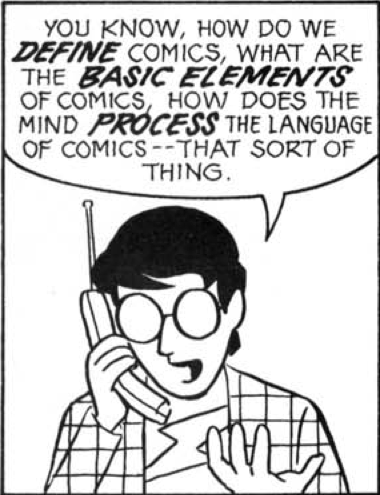 YOU KNOW, HOW DO WE
DEFINE COMICS, WHAT ARE
THE BASIC ELEMENTS
OF COMICS, HOW DOES THE
MIND PROCESS THE LANGUAGE
OF COMICS--THAT SORT OF
THING.